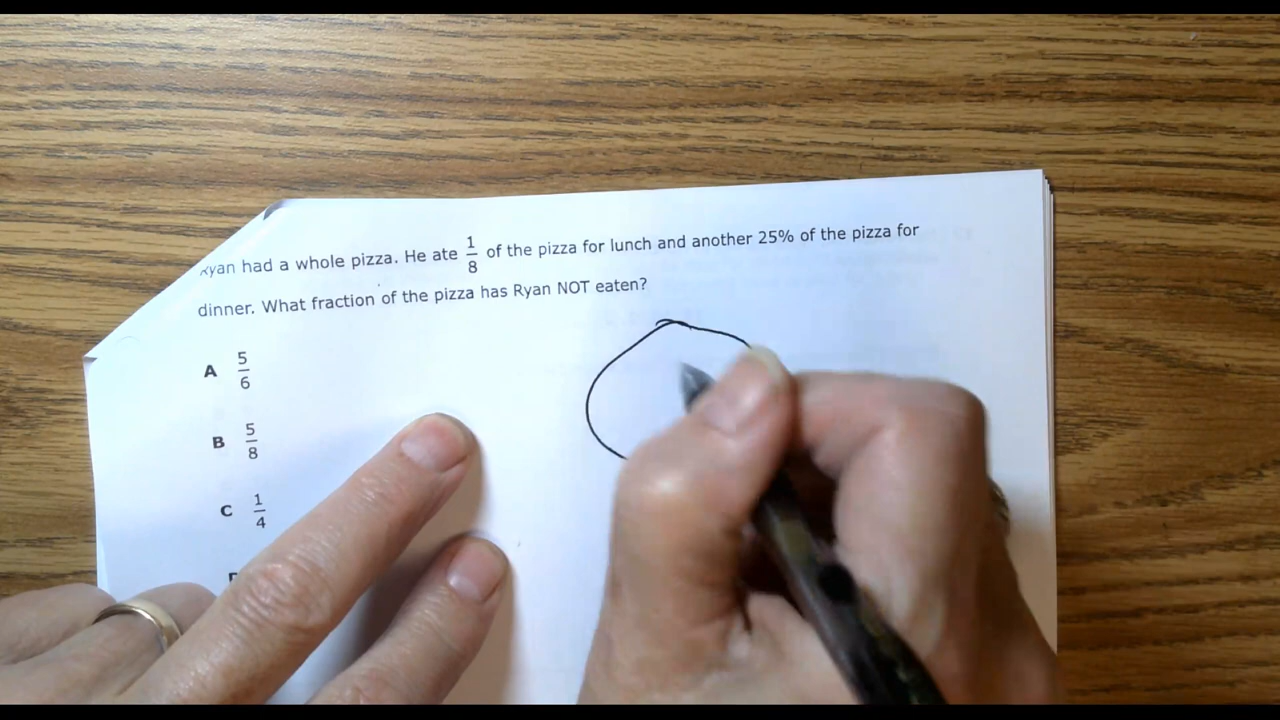 Ryan had a whole pizza. He ate 1/8 of the pizza for lunch and another 25% of the pizza for
dinner. What fraction of the pizza has Ryan NOT eaten?
A 5/6
B 5/8
C 1/4